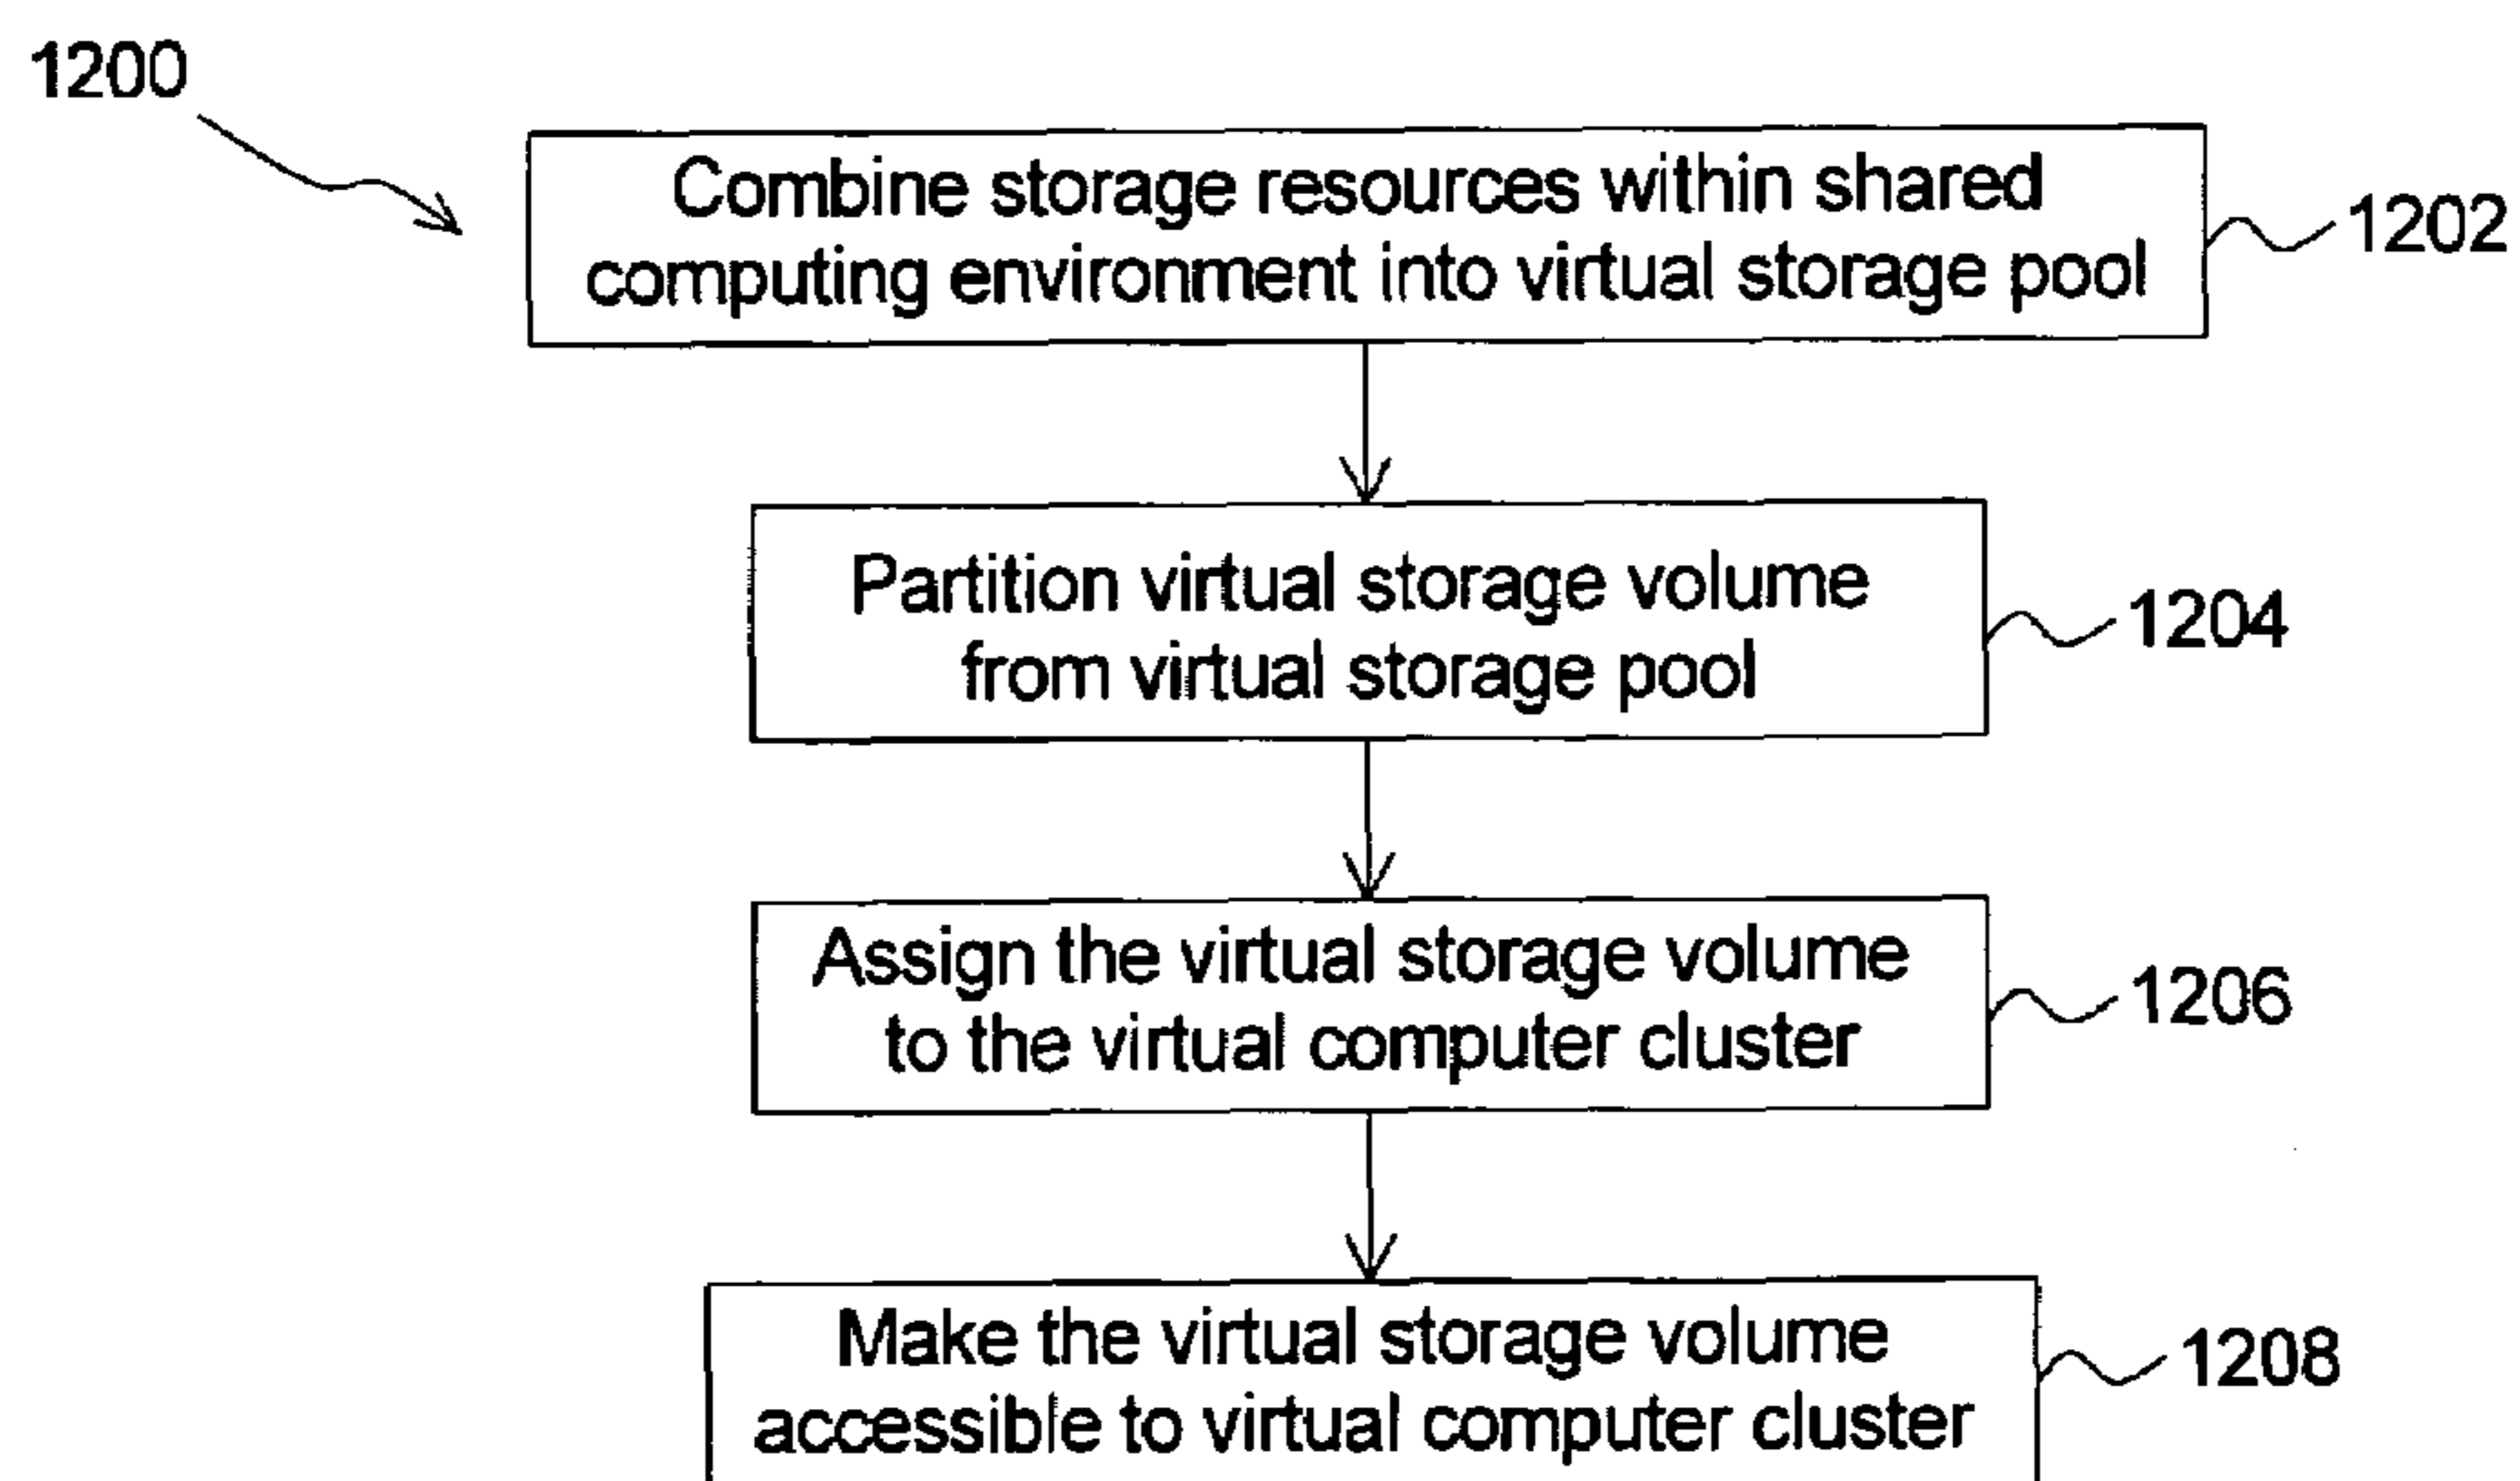 1200
Combine storage resources within shared
computing environment into virtual storage pool
1202
Partition virtual storage volume
from virtual storage pool
1204
Assign the virtual storage volume
to the virtual computer cluster
1206
Make the virtual storage volume
accessible to virtual computer cluster
1208